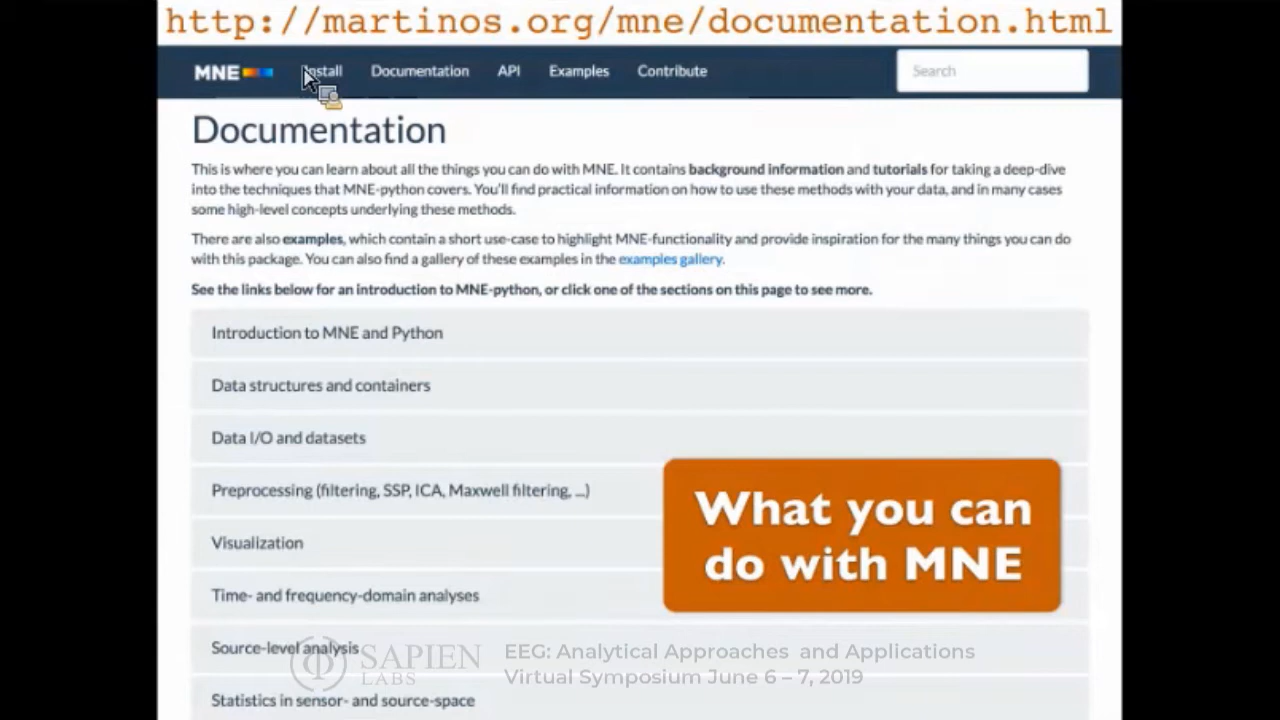 http://martinos.org/mne/documentation.html
MNE Install Documentation API Examples Contribute Search
Documentation
This is where you can learn about all the things you can do with MNE. It contains background information and tutorials for taking a deep-dive
into the techniques that MNE-python covers. You'll find practical information on how to use these methods with your data, and in many cases
some high-level concepts underlying these methods.
There are also examples, which contain a short use-case to highlight MNE-functionality and provide inspiration for the many things you can do
with this package. You can also find a gallery of these examples in the examples gallery.
See the links below for an introduction to MNE-python, or click one of the sections on this page to see more.
Introduction to MNE and Python
Data structures and containers
Data I/O and datasets
Preprocessing (filtering, SSP, ICA, Maxwell filtering, ...)
Visualization
Time- and frequency-domain analyses
Source-level analysis
Statistics in sensor- and source-space
What you can
do with MNE
SAPIEN
LABS
EEG: Analytical Approaches and Applications
Virtual Symposium June 6 – 7, 2019